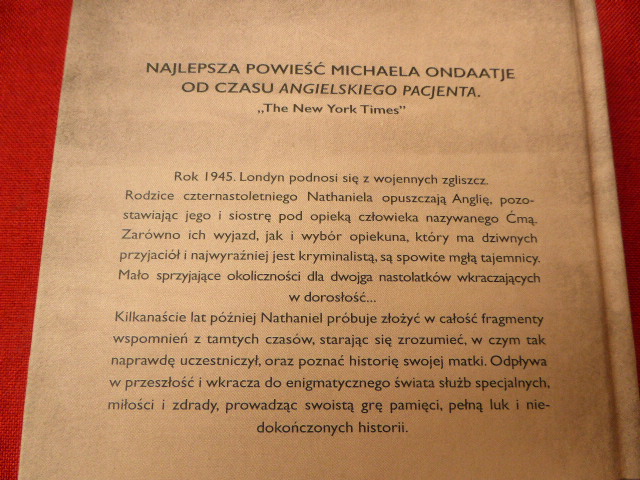 NAJLEPSZA POWIEŚĆ MICHAELA ONDAATJE
OD CZASU ANGIELSKIEGO PACJENTA.
„The New York Times”
Rok 1945. Londyn podnosi się z wojennych zgliszcz.
Rodzice czternastoletniego Nathaniela opuszczają Anglię, pozo-
stawiając jego i siostrę pod opieką człowieka nazywanego Ćmą.
Zarówno ich wyjazd, jak i wybór opiekuna, który ma dziwnych
przyjaciół i najwyraźniej jest kryminalistą, są spowite mgłą tajemnicy.
Mało sprzyjające okoliczności dla dwojga nastolatków wkraczających
w dorosłość...
Kilkanaście lat później Nathaniel próbuje złożyć w całość fragmenty
wspomnień z tamtych czasów, starając się zrozumieć, w czym tak
naprawdę uczestniczył, oraz poznać historię swojej matki. Odpływa
w przeszłość i wkracza do enigmatycznego świata służb specjalnych,
miłości i zdrady, prowadząc swoistą grę pamięci, pełną luk i nie-
dokończonych historii.